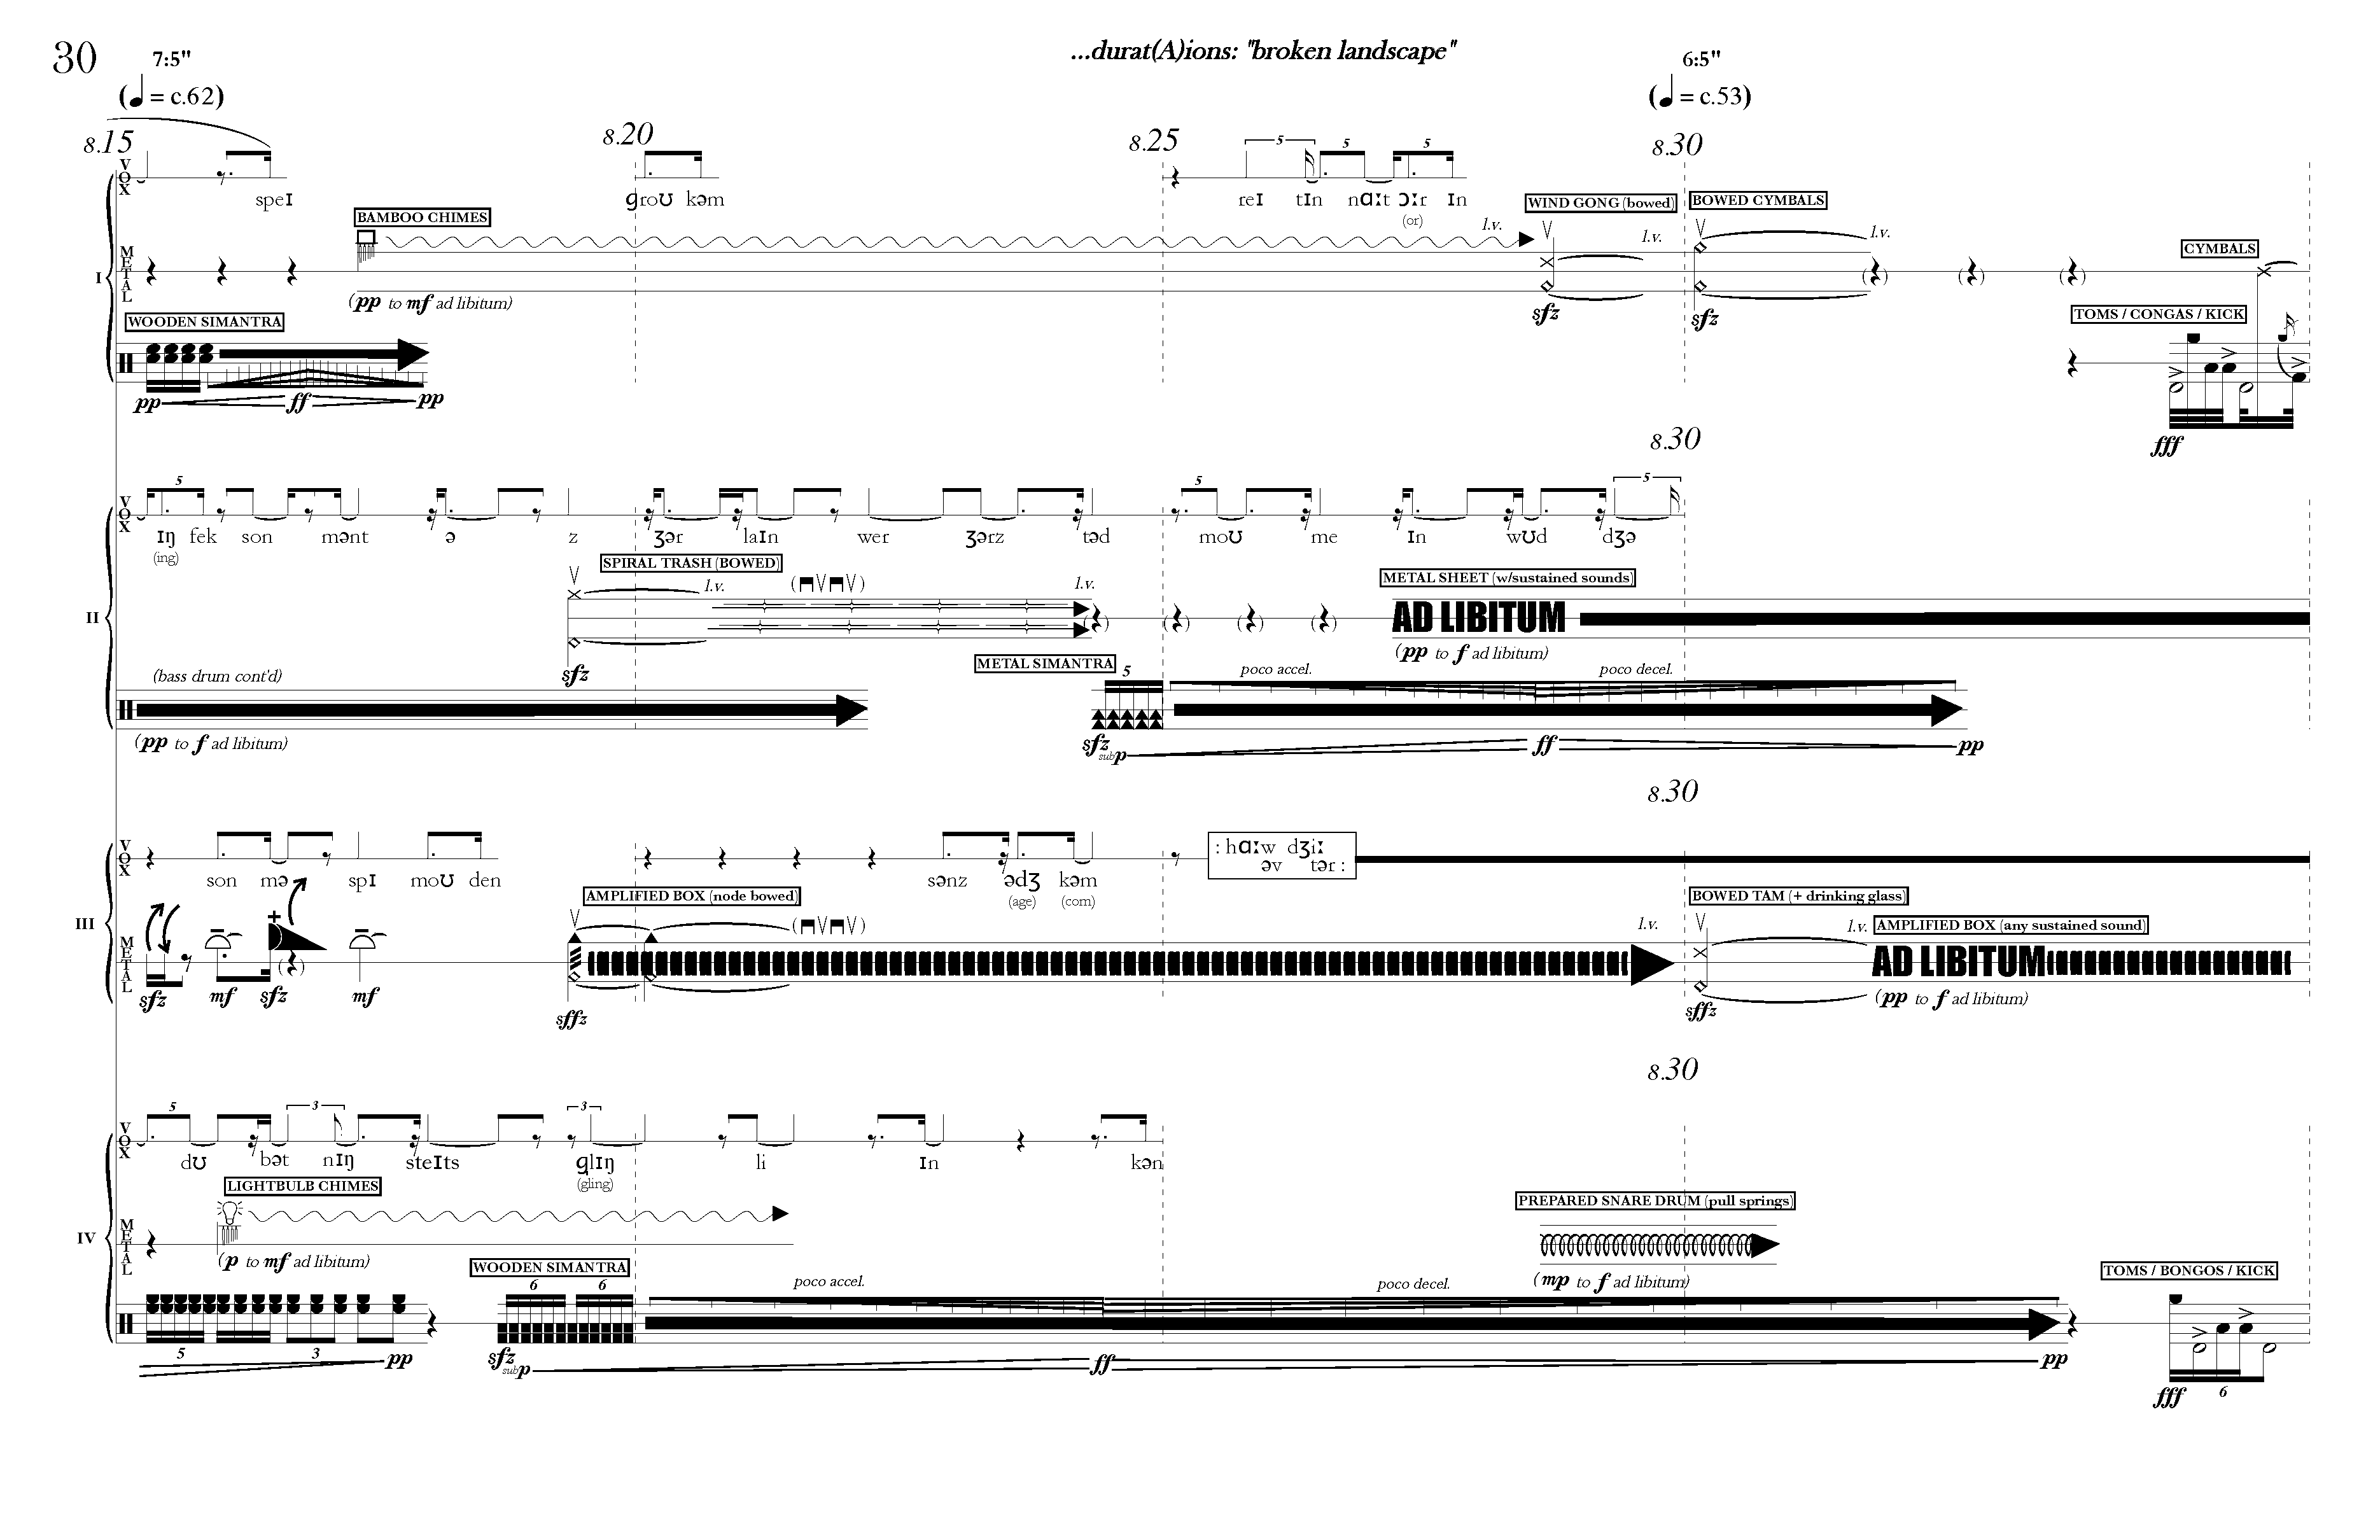 30
7:5"
...durat(A)ions: "broken landscape"
6:5"
(♩ = c.62)
(♩ = c.53)
8.15
8.20
8.25
8.30
I
VOX
5
5
5
speɪ
ɡroʊ kəm
reɪ tɪn nɑːt ɔːr ɪn
(or)
METAL
BAMBOO CHIMES
l.v.
WIND GONG (bowed)
l.v.
BOWED CYMBALS
l.v.
CYMBALS
(pp to mf ad libitum)
sfz
sfz
WOODEN SIMANTRA
TOMS / CONGAS / KICK
pp ff pp
fff
8.30
II
VOX
5
5
5
ɪŋ fek son mənt ə z ʒər laɪn wer ʒərz təd moʊ me ɪn wʊd dʒə
(ing)
SPIRAL TRASH (BOWED)
l.v.
l.v.
METAL SHEET (w/sustained sounds)
AD LIBITUM
sfz
(pp to f ad libitum)
(bass drum cont'd)
METAL SIMANTRA
5
poco accel.
poco decel.
(pp to f ad libitum)
sfz
sub p
ff
pp
8.30
III
VOX
son mə spɪ moʊ den
sənz ədʒ kəm
(age) (com)
: hɑːw dʒiː
əv tər :
METAL
AMPLIFIED BOX (node bowed)
l.v.
BOWED TAM (+ drinking glass)
l.v.
AMPLIFIED BOX (any sustained sound)
AD LIBITUM
sfz mf sfz mf
sffz
sffz
(pp to f ad libitum)
8.30
IV
VOX
5
3
3
dʊ bət nɪŋ steɪts ɡlɪŋ li ɪn kən
(gling)
METAL
LIGHTBULB CHIMES
PREPARED SNARE DRUM (pull springs)
(p to mf ad libitum)
(mp to f ad libitum)
WOODEN SIMANTRA
6
6
poco accel.
poco decel.
TOMS / BONGOS / KICK
5
3
pp
sfz
sub p
ff
pp
fff
6